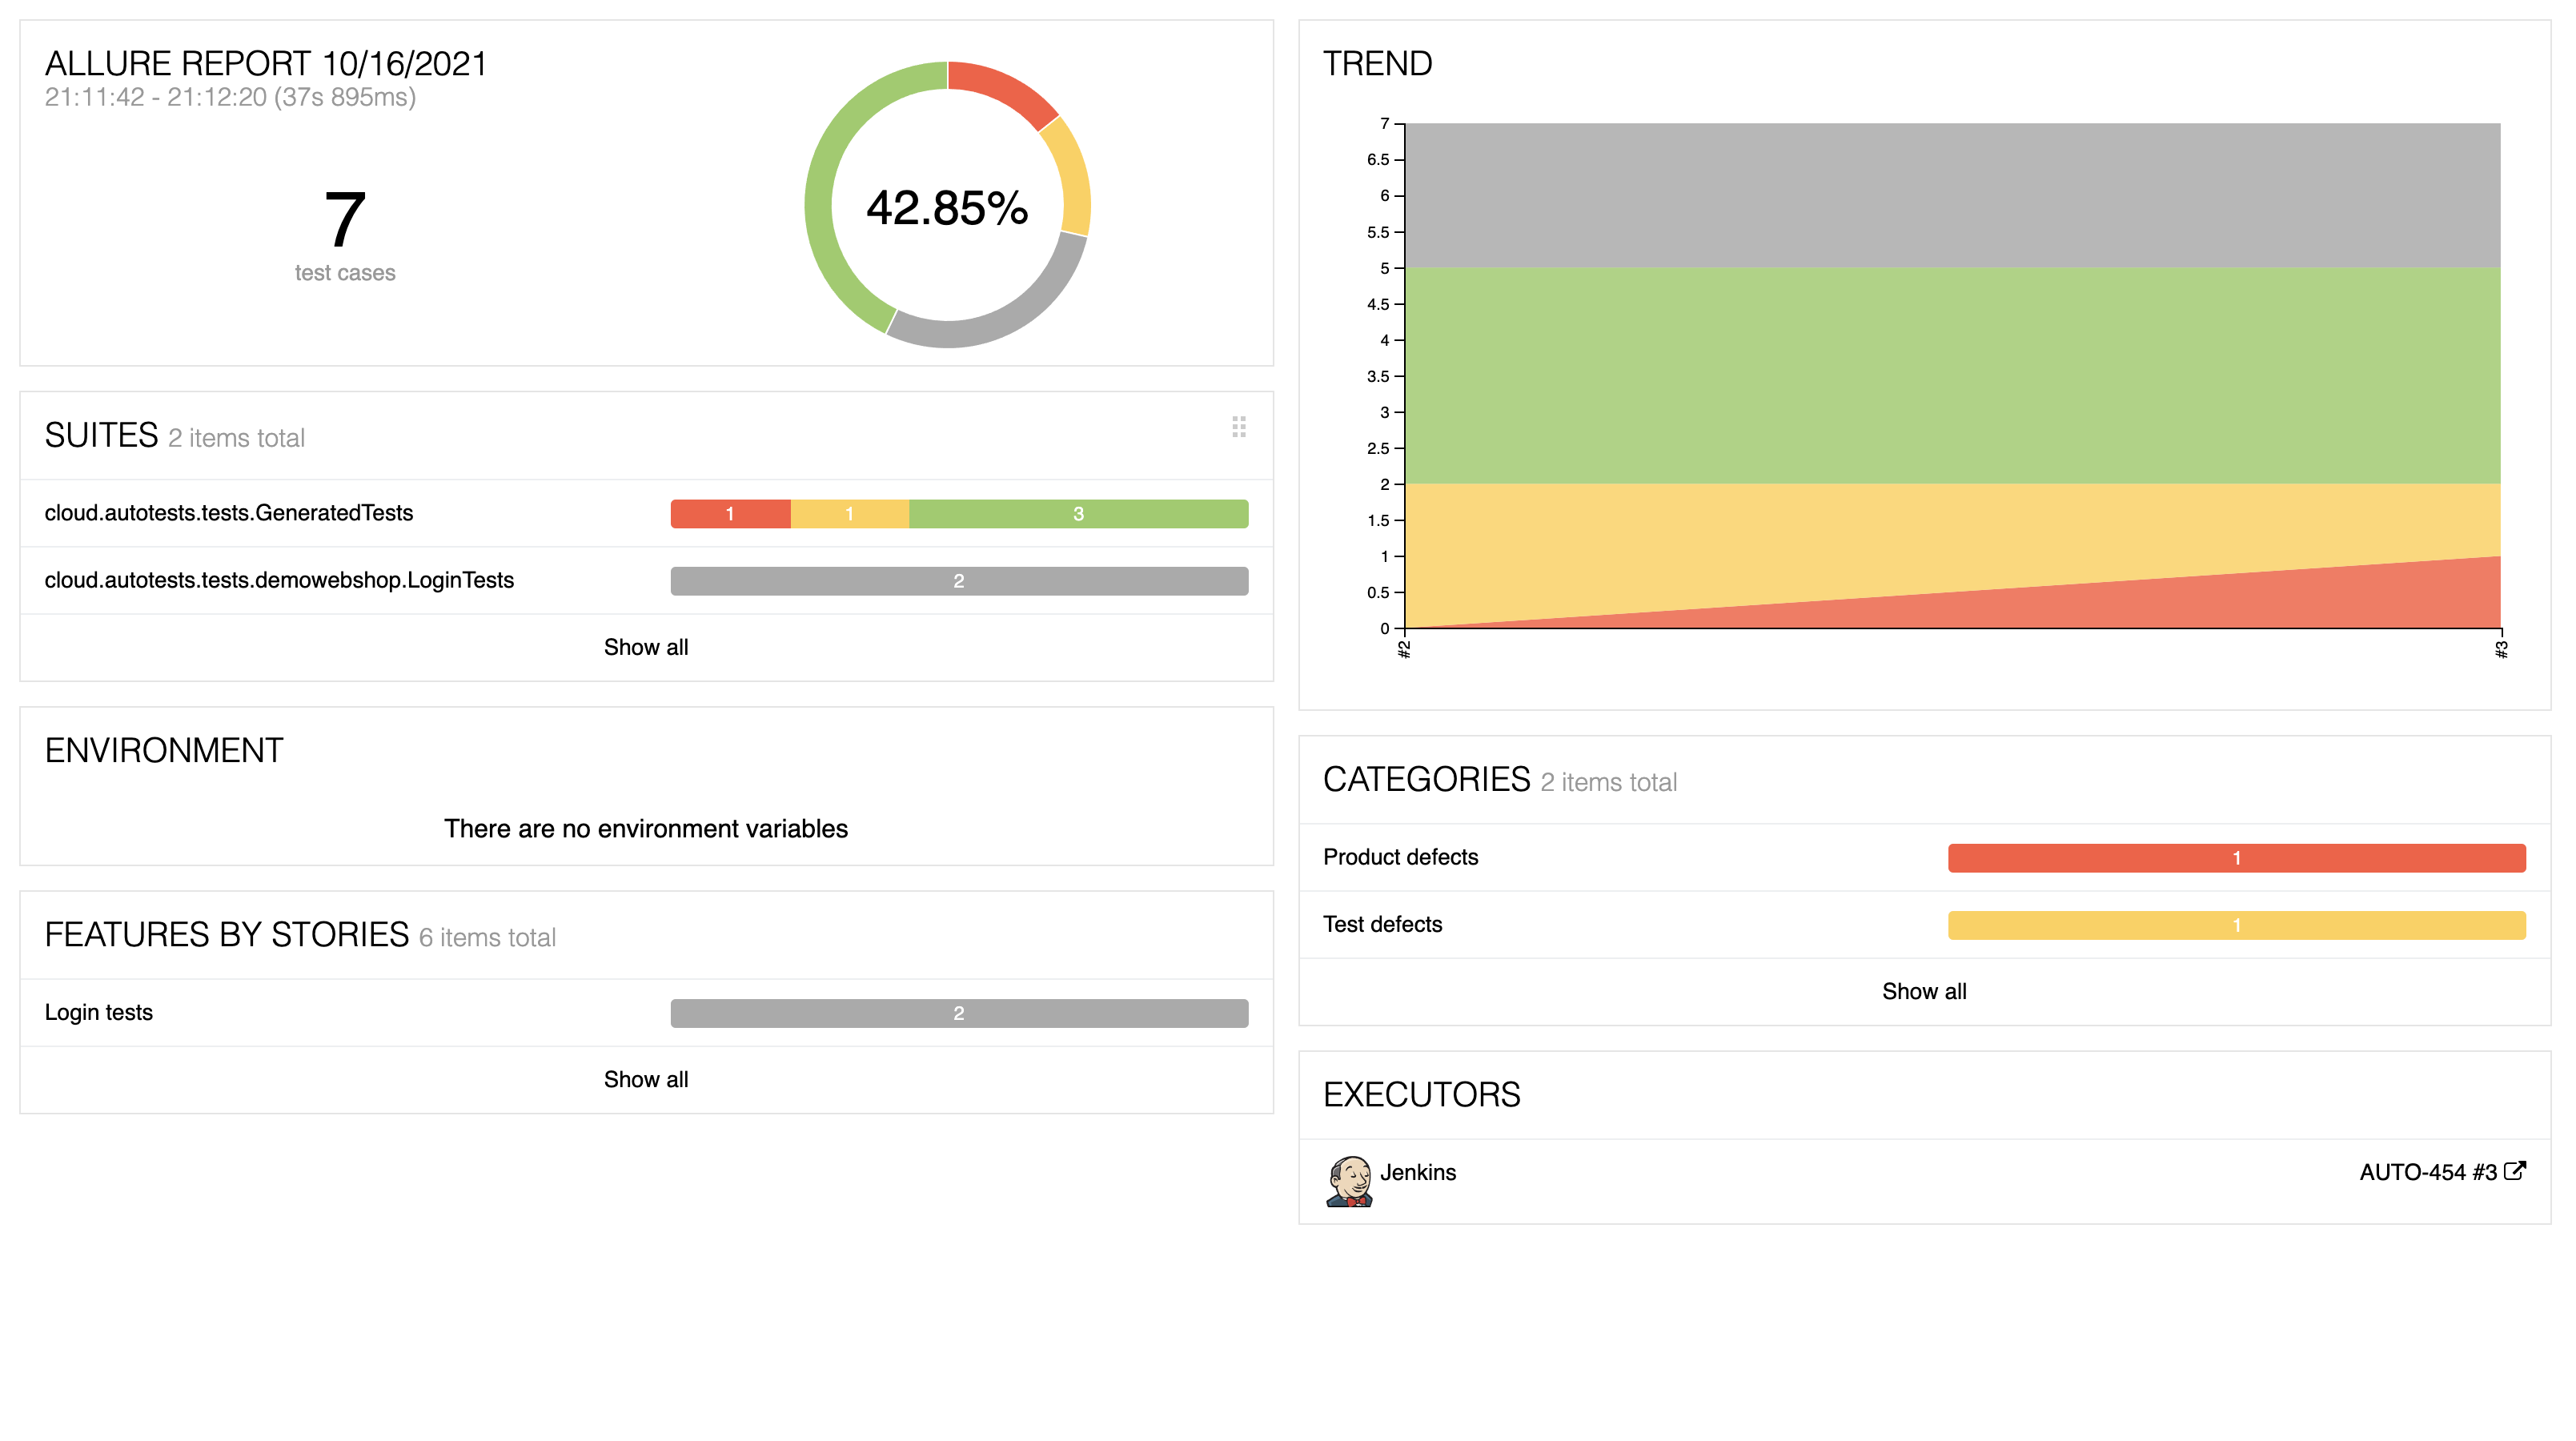 ALLURE REPORT 10/16/2021
21:11:42 - 21:12:20 (37s 895ms)
7
test cases
42.85%
SUITES 2 items total
cloud.autotests.tests.GeneratedTests
1 1 3
cloud.autotests.tests.demowebshop.LoginTests
2
Show all
ENVIRONMENT
There are no environment variables
FEATURES BY STORIES 6 items total
Login tests
2
Show all
TREND
7
6.5
6
5.5
5
4.5
4
3.5
3
2.5
2
1.5
1
0.5
0
#2
#3
CATEGORIES 2 items total
Product defects
1
Test defects
1
Show all
EXECUTORS
Jenkins
AUTO-454 #3